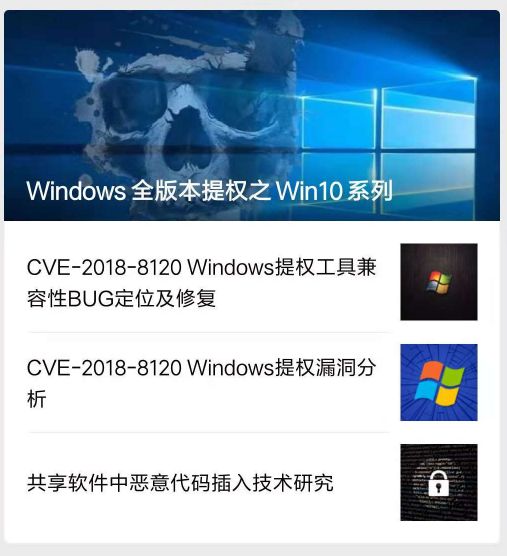 Windows 全版本提权之 Win10 系列
CVE-2018-8120 Windows提权工具兼
容性BUG定位及修复
CVE-2018-8120 Windows提权漏洞分
析
共享软件中恶意代码插入技术研究